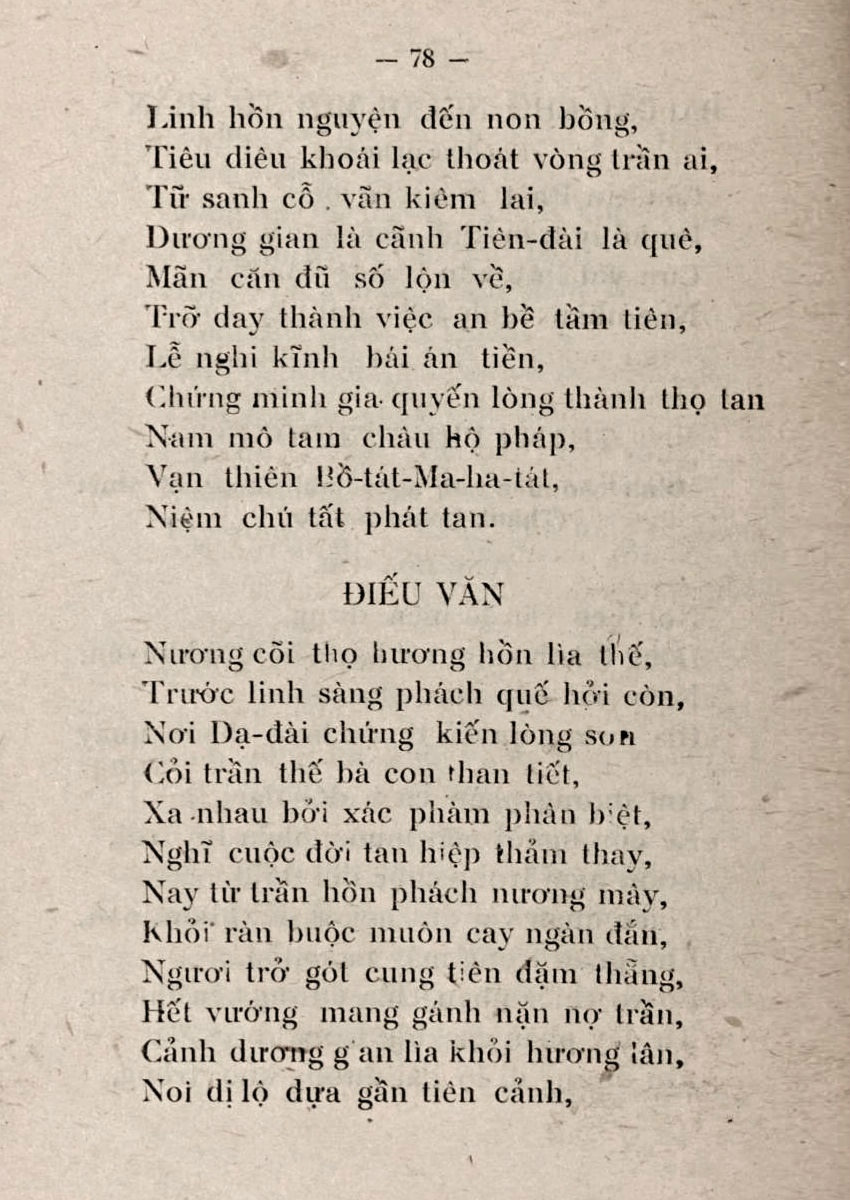 — 78 —
Linh hồn nguyện đến non bồng,
Tiêu diêu khoái lạc thoát vòng trần ai,
Tữ sanh cỗ . vãn kiêm lai,
Dương gian là cãnh Tiên-đài là quê,
Mãn căn đũ số lộn về,
Trỡ day thành việc an bề tầm tiên,
Lễ nghi kĩnh bái án tiền,
Chứng minh gia quyến lòng thành thọ tan
Nam mô tam châu hộ pháp,
Vạn thiên Bồ-tát-Ma-ha-tát,
Niệm chú tất phát tan.
ĐIẾU VĂN
Nương cõi thọ hương hồn lìa thế,
Trước linh sàng phách quế hởi còn,
Nơi Dạ-đài chứng kiến lòng son
Cỏi trần thế bà con than tiết,
Xa nhau bởi xác phàm phân biệt,
Nghĩ cuộc đời tan hiệp thảm thay,
Nay từ trần hồn phách nương mây,
Khỏi ràn buộc muôn cay ngàn đắn,
Ngươi trở gót cung tiên đặm thẵng,
Hết vướng mang gánh nặn nợ trần,
Cảnh dương gian lìa khỏi hương lân,
Noi dị lộ dựa gần tiên cảnh,